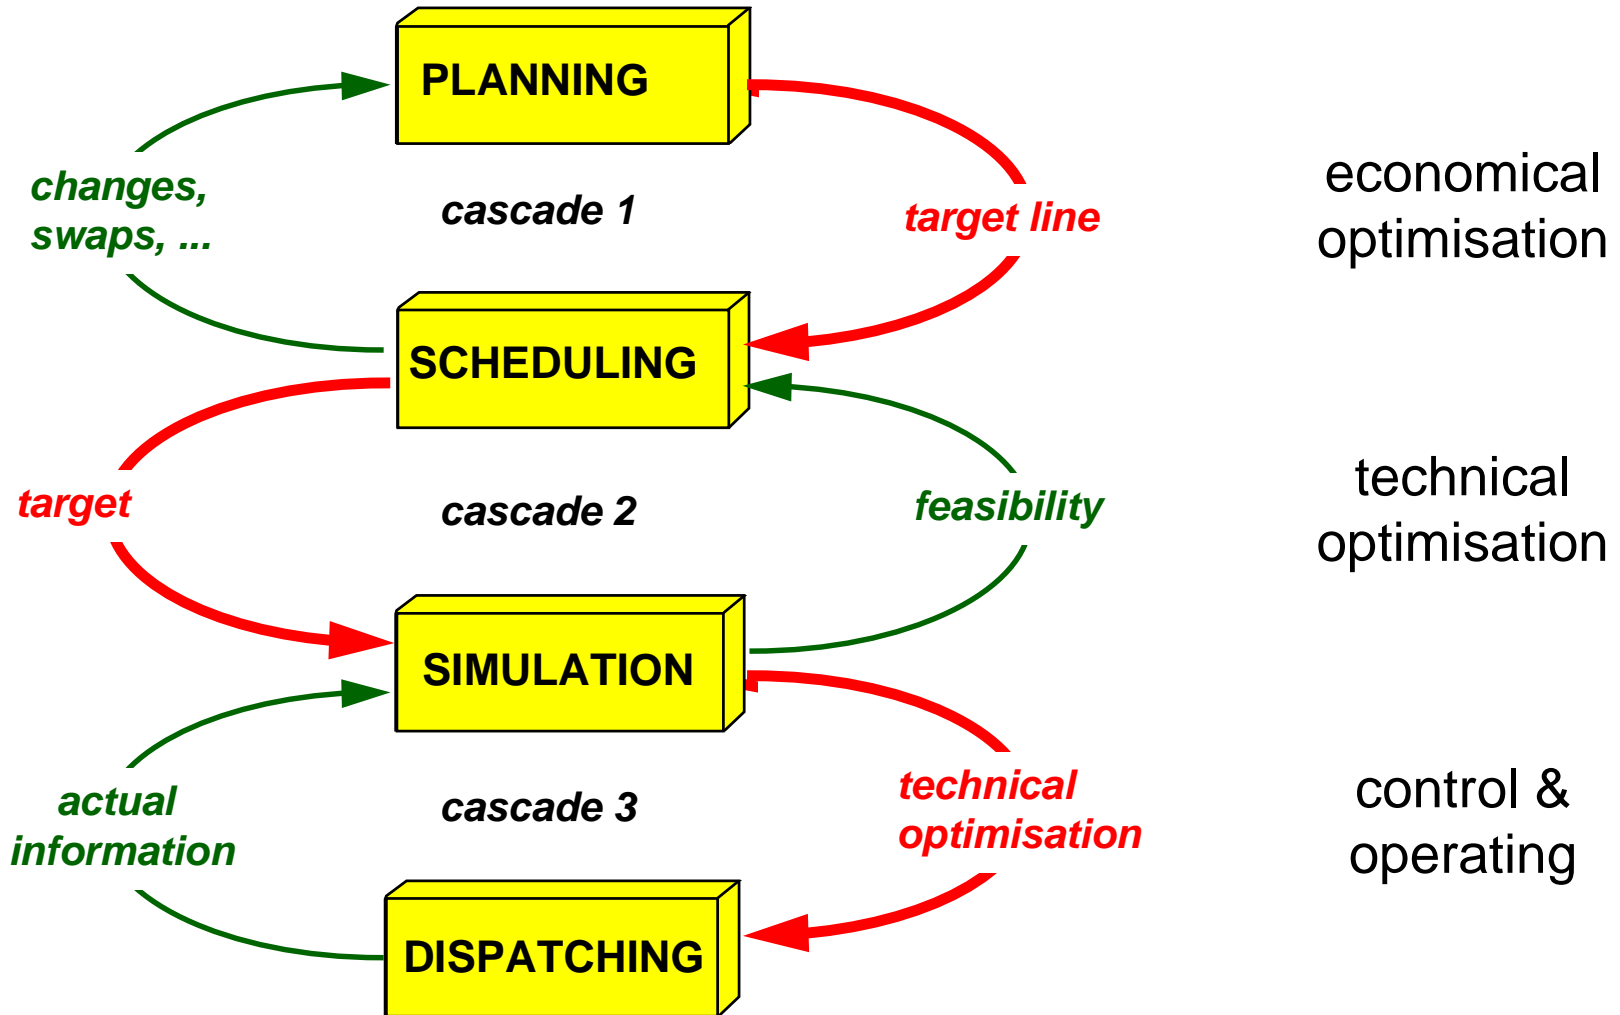 PLANNING
changes,
swaps, ...
cascade 1
target line
economical
optimisation
SCHEDULING
target
cascade 2
feasibility
technical
optimisation
SIMULATION
actual
information
cascade 3
technical
optimisation
control &
operating
DISPATCHING